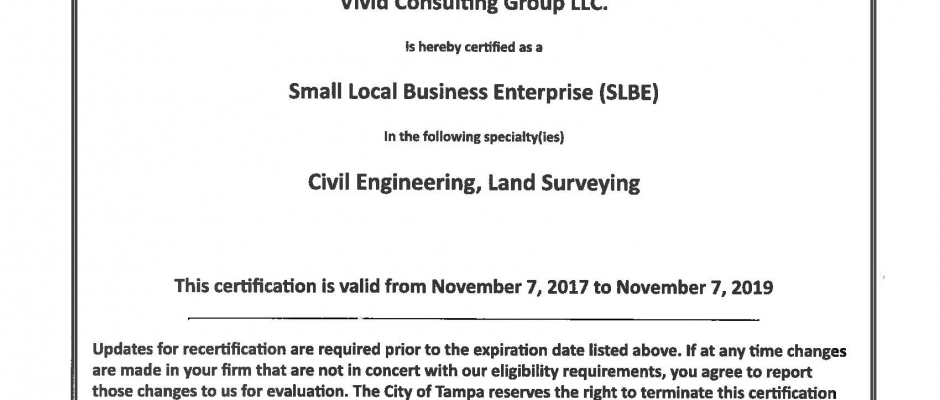 Vivid Consulting Group LLC.
is hereby certified as a
Small Local Business Enterprise (SLBE)
In the following specialty(ies)
Civil Engineering, Land Surveying
This certification is valid from November 7, 2017 to November 7, 2019
Updates for recertification are required prior to the expiration date listed above. If at any time changes
are made in your firm that are not in concert with our eligibility requirements, you agree to report
those changes to us for evaluation. The City of Tampa reserves the right to terminate this certification